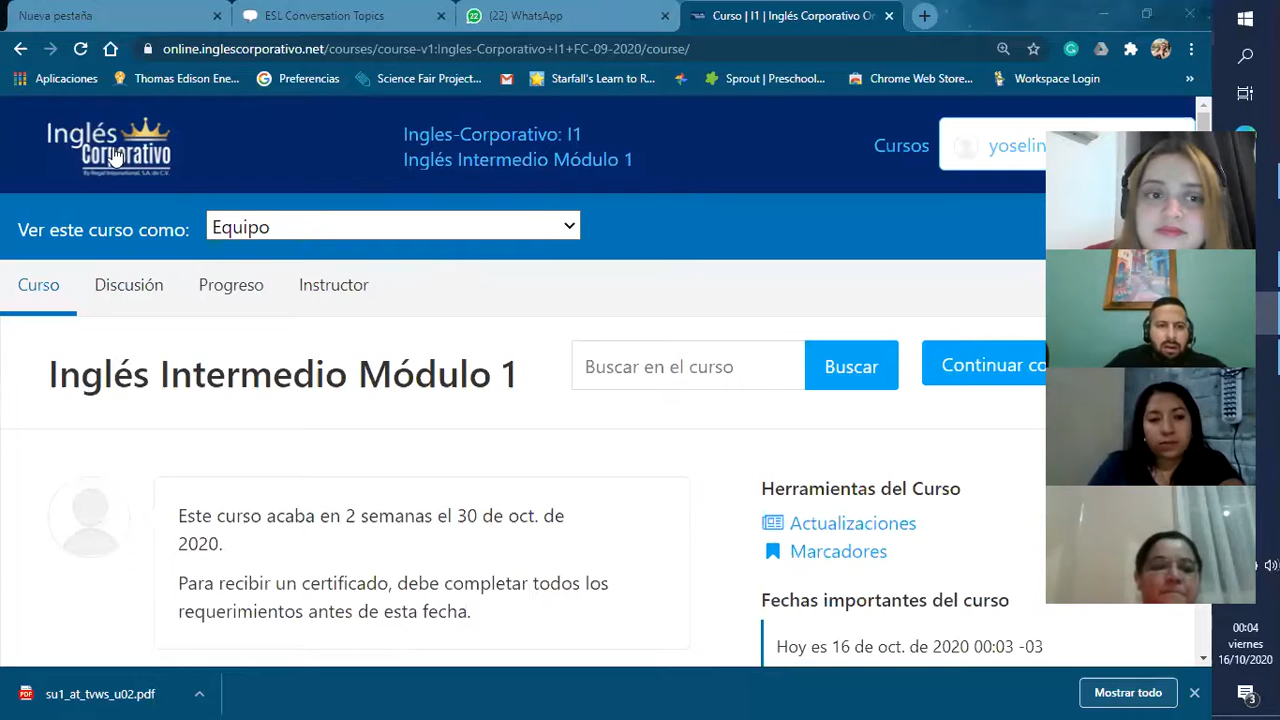 Nueva pestaña
ESL Conversation Topics
(22) WhatsApp
Curso | I1 | Inglés Corporativo Or
online.inglescorporativo.net/courses/course-v1:Ingles-Corporativo+I1+FC-09-2020/course/
Aplicaciones
Thomas Edison Ene...
Preferencias
Science Fair Project...
Starfall's Learn to R...
Sprout | Preschool...
Chrome Web Store...
Workspace Login
»
Inglés
Corporativo
By Regal International, S.A. de C.V.
Ingles-Corporativo: I1
Inglés Intermedio Módulo 1
Cursos
yoselin
Ver este curso como:
Equipo
Curso
Discusión
Progreso
Instructor
Inglés Intermedio Módulo 1
Buscar en el curso
Buscar
Continuar co
Este curso acaba en 2 semanas el 30 de oct. de
2020.
Para recibir un certificado, debe completar todos los
requerimientos antes de esta fecha.
Herramientas del Curso
Actualizaciones
Marcadores
Fechas importantes del curso
Hoy es 16 de oct. de 2020 00:03 -03
su1_at_tvws_u02.pdf
Mostrar todo
00:04
viernes
16/10/2020
3